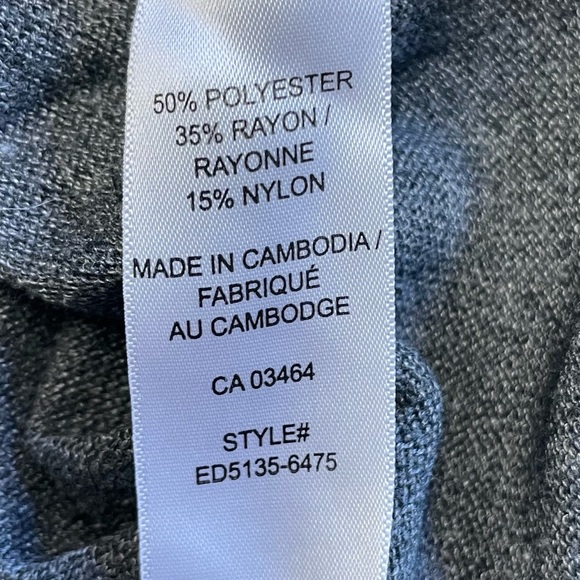 50% POLYESTER
35% RAYON /
RAYONNE
15% NYLON
MADE IN CAMBODIA /
FABRIQUÉ
AU CAMBODGE
CA 03464
STYLE#
ED5135-6475